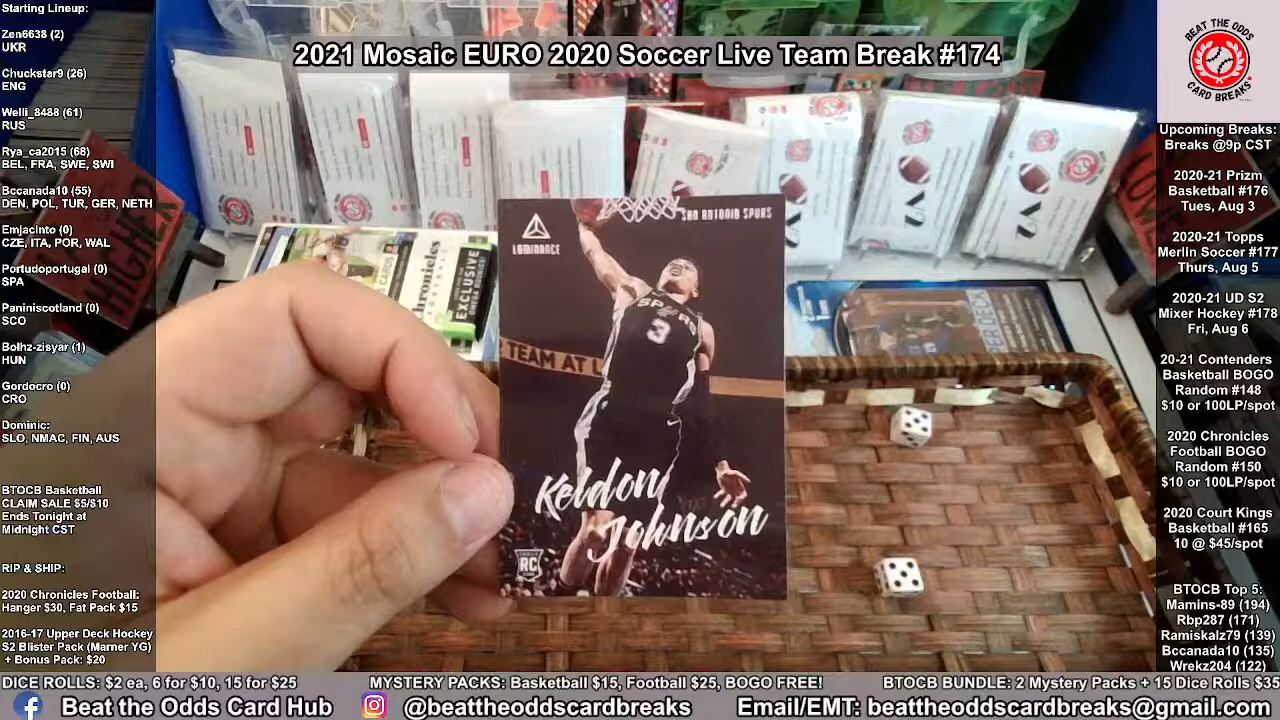 Starting Lineup:
Zen6638 (2)
UKR
Chuckstar9 (26)
ENG
Welli_8488 (61)
RUS
Rya_ca2015 (68)
BEL, FRA, SWE, SWI
Bccanada10 (55)
DEN, POL, TUR, GER, NETH
CZE, ITA, POR, WAL
Portudoportugal (0)
SPA
Paniniscotland (0)
SCO
Bolhz-zisyar (1)
HUN
Gordocro (0)
CRO
Dominic:
SLO, NMAC, FIN, AUS
BTOCB Basketball
CLAIM SALE $5/$10
Ends Tonight at
Midnight CST
RIP & SHIP:
2020 Chronicles Football:
Hanger $30, Fat Pack $15
2016-17 Upper Deck Hockey
S2 Blister Pack (Marner YG)
+ Bonus Pack: $20
2021 Mosaic EURO 2020 Soccer Live Team Break #174
HIGHER
V2
V2
V2
Chronicles
EXCLUSIVE
LUMINANCE
SAN ANTONIO SPURS
SPURS
3
TEAM AT
Keldon
Johnson
RC
BEAT THE ODDS
CARD BREAKS
Upcoming Breaks:
Breaks @9p CST
2020-21 Prizm
Basketball #176
Tues, Aug 3
2020-21 Topps
Merlin Soccer #177
Thurs, Aug 5
2020-21 UD S2
Mixer Hockey #178
Fri, Aug 6
20-21 Contenders
Basketball BOGO
Random #148
$10 or 100LP/spot
2020 Chronicles
Football BOGO
Random #150
$10 or 100LP/spot
2020 Court Kings
Basketball #165
10 @ $45/spot
BTOCB Top 5:
Mamins-89 (194)
Rbp287 (171)
Ramiskalz79 (139)
Bccanada10 (135)
Wrekz204 (122)
DICE ROLLS: $2 ea, 6 for $10, 15 for $25
MYSTERY PACKS: Basketball $15, Football $25, BOGO FREE!
BTOCB BUNDLE: 2 Mystery Packs + 15 Dice Rolls $35
Beat the Odds Card Hub
@beattheoddscardbreaks
Email/EMT: beattheoddscardbreaks@gmail.com